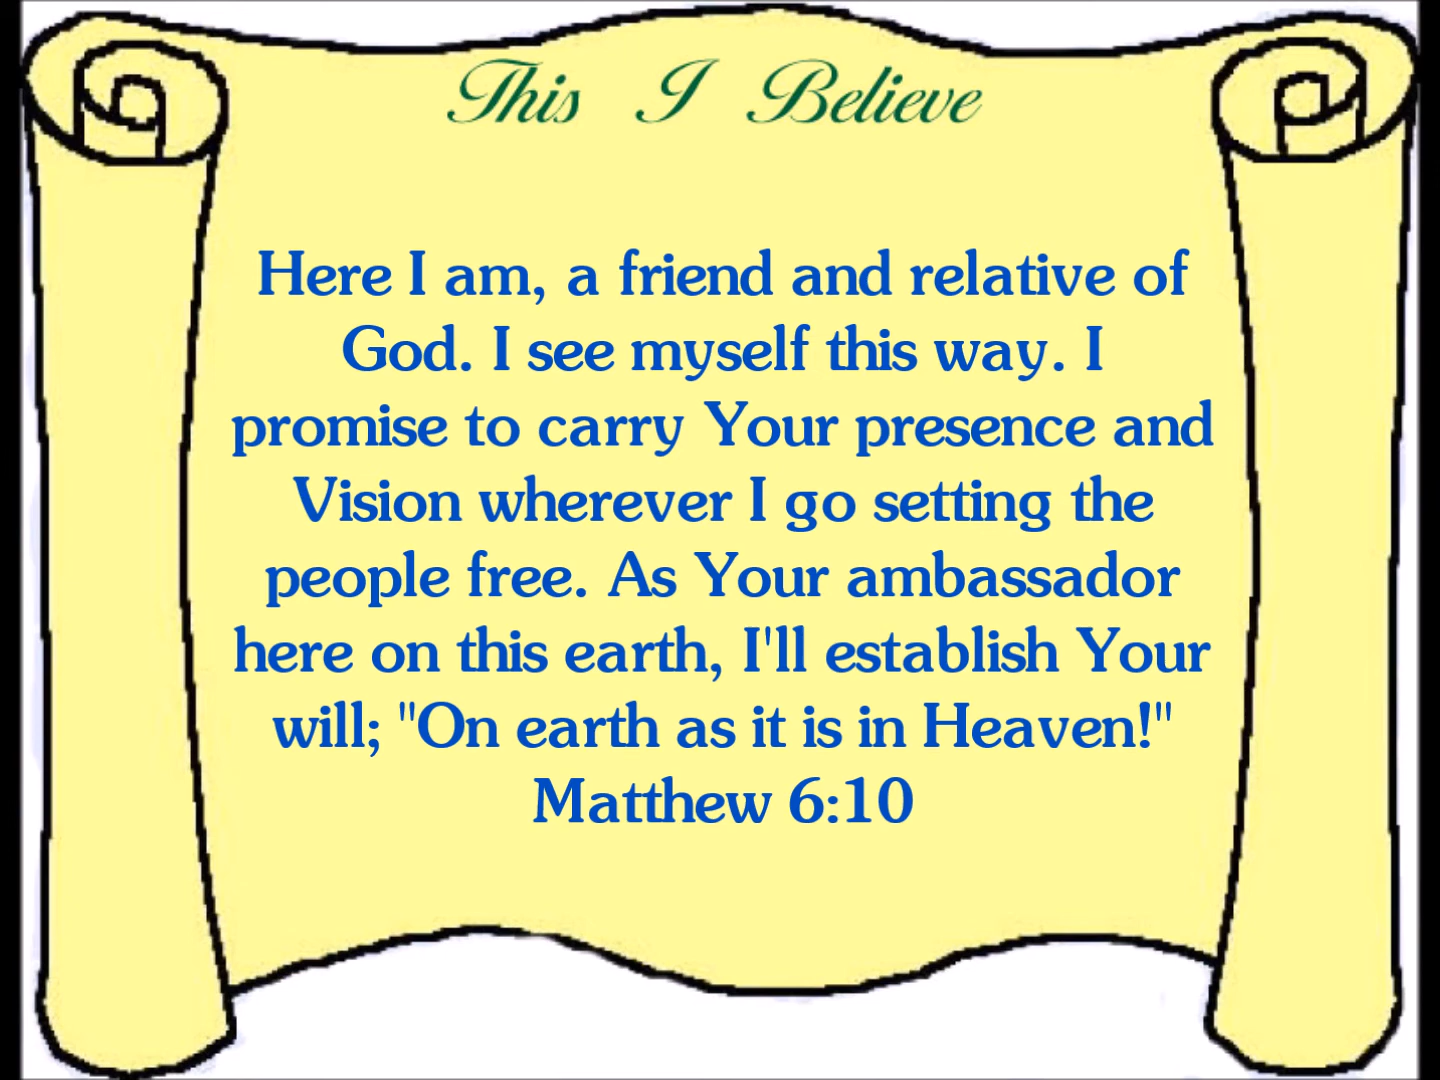 This I Believe
Here I am, a friend and relative of
God. I see myself this way. I
promise to carry Your presence and
Vision wherever I go setting the
people free. As Your ambassador
here on this earth, I'll establish Your
will; "On earth as it is in Heaven!"
Matthew 6:10